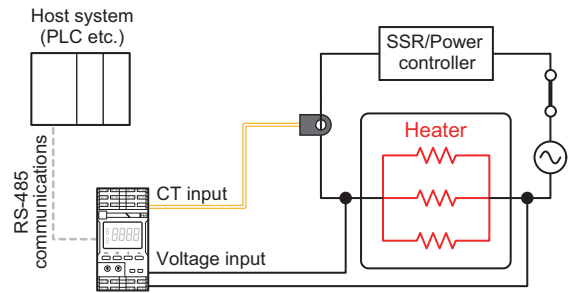 Host system
(PLC etc.)
SSR/Power
controller
Heater
RS-485
communications
CT input
Voltage input